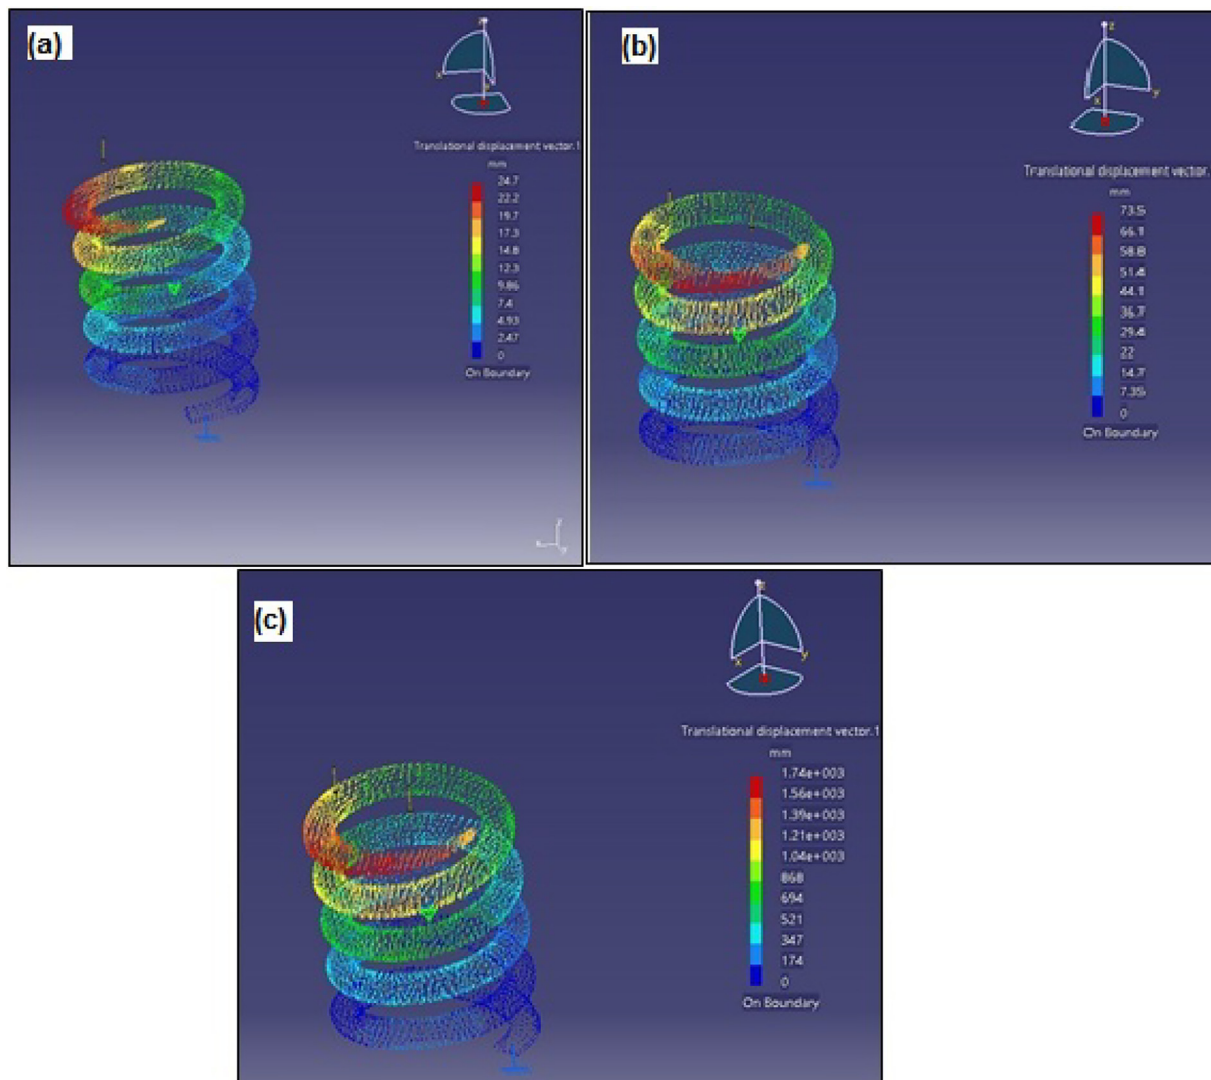 (a)
z
x
Translational displacement vector.1
mm
24.7
22.2
19.7
17.3
14.8
12.3
9.86
7.4
4.93
2.47
0
On Boundary
(b)
z
x
y
Translational displacement vector.
mm
73.5
66.1
58.8
51.4
44.1
36.7
29.4
22
14.7
7.35
0
On Boundary
(c)
z
x
y
Translational displacement vector.1
mm
1.74e+003
1.56e+003
1.39e+003
1.21e+003
1.04e+003
868
694
521
347
174
0
On Boundary